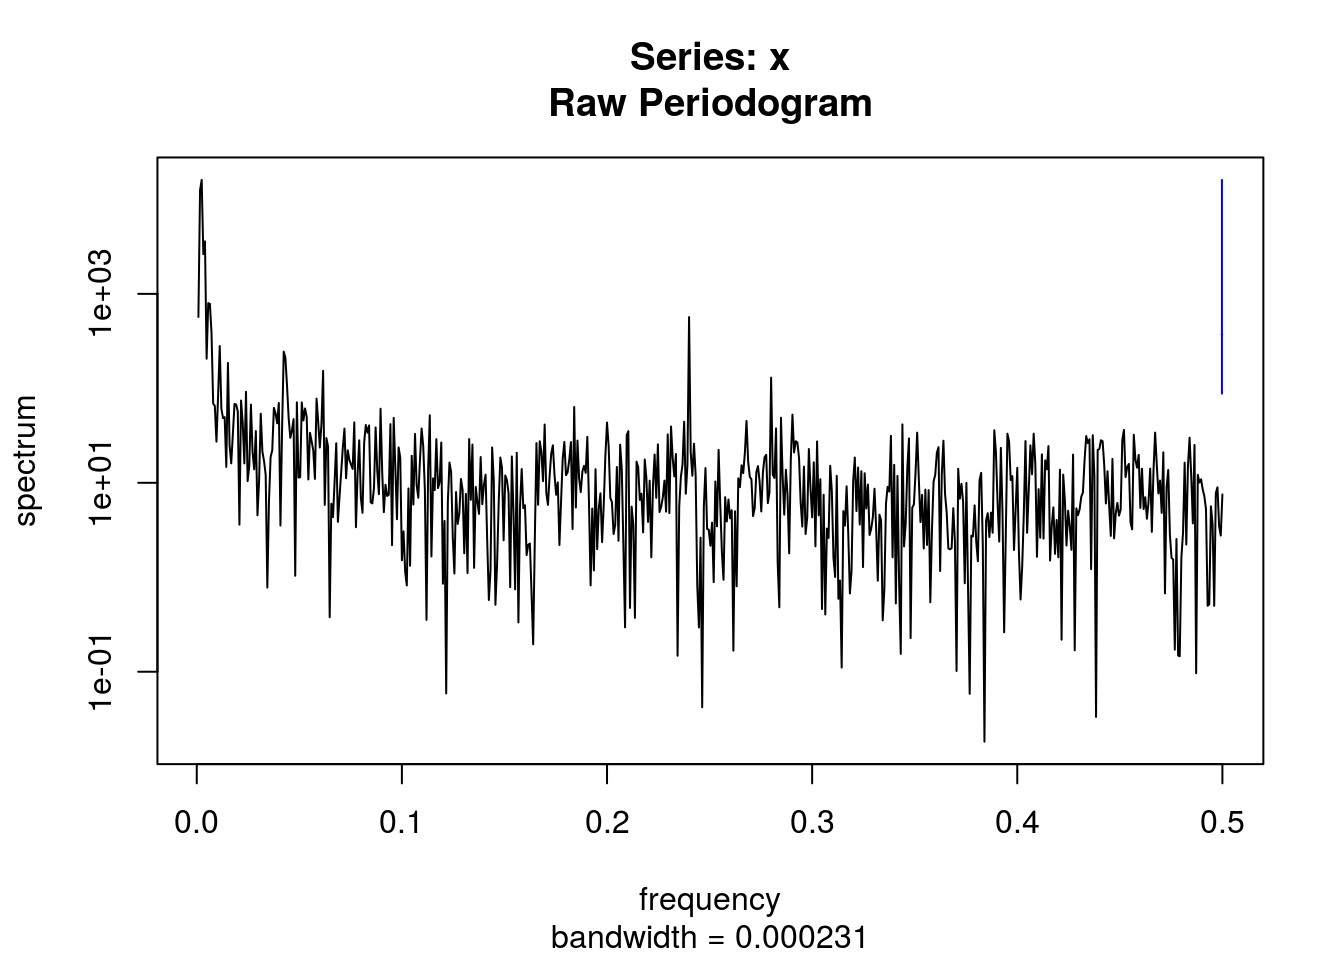 Series: x
Raw Periodogram
spectrum
1e+03
1e+01
1e-01
0.0 0.1 0.2 0.3 0.4 0.5
frequency
bandwidth = 0.000231